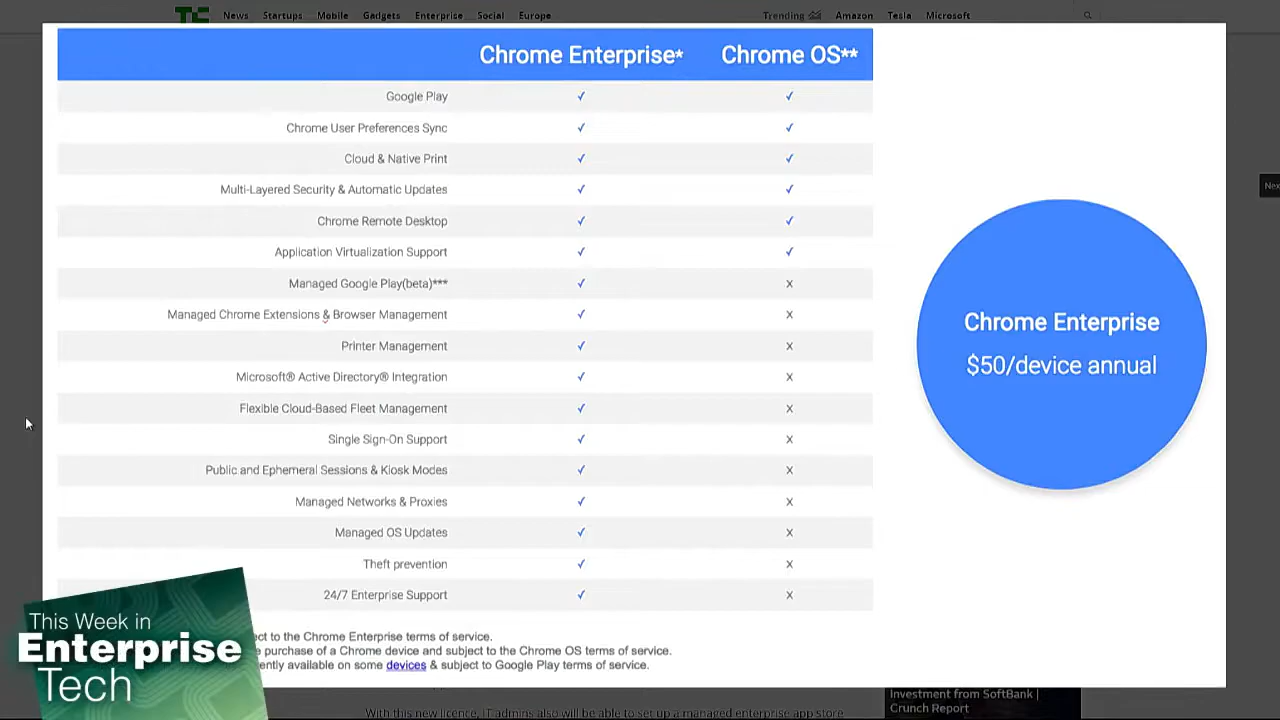 News Startups Mobile Gadgets Enterprise Social Europe Trending Amazon Tesla Microsoft
Chrome Enterprise* Chrome OS**
Google Play ✓ ✓
Chrome User Preferences Sync ✓ ✓
Cloud & Native Print ✓ ✓
Multi-Layered Security & Automatic Updates ✓ ✓
Chrome Remote Desktop ✓ ✓
Application Virtualization Support ✓ ✓
Managed Google Play(beta)*** ✓ X
Managed Chrome Extensions & Browser Management ✓ X
Printer Management ✓ X
Microsoft® Active Directory® Integration ✓ X
Flexible Cloud-Based Fleet Management ✓ X
Single Sign-On Support ✓ X
Public and Ephemeral Sessions & Kiosk Modes ✓ X
Managed Networks & Proxies ✓ X
Managed OS Updates ✓ X
Theft prevention ✓ X
24/7 Enterprise Support ✓ X
Chrome Enterprise
$50/device annual
to the Chrome Enterprise terms of service.
purchase of a Chrome device and subject to the Chrome OS terms of service.
available on some devices & subject to Google Play terms of service.
This Week in
Enterprise
Tech
Investment from SoftBank |
Crunch Report
With this new licence, IT admins also will be able to set up a managed enterprise app store